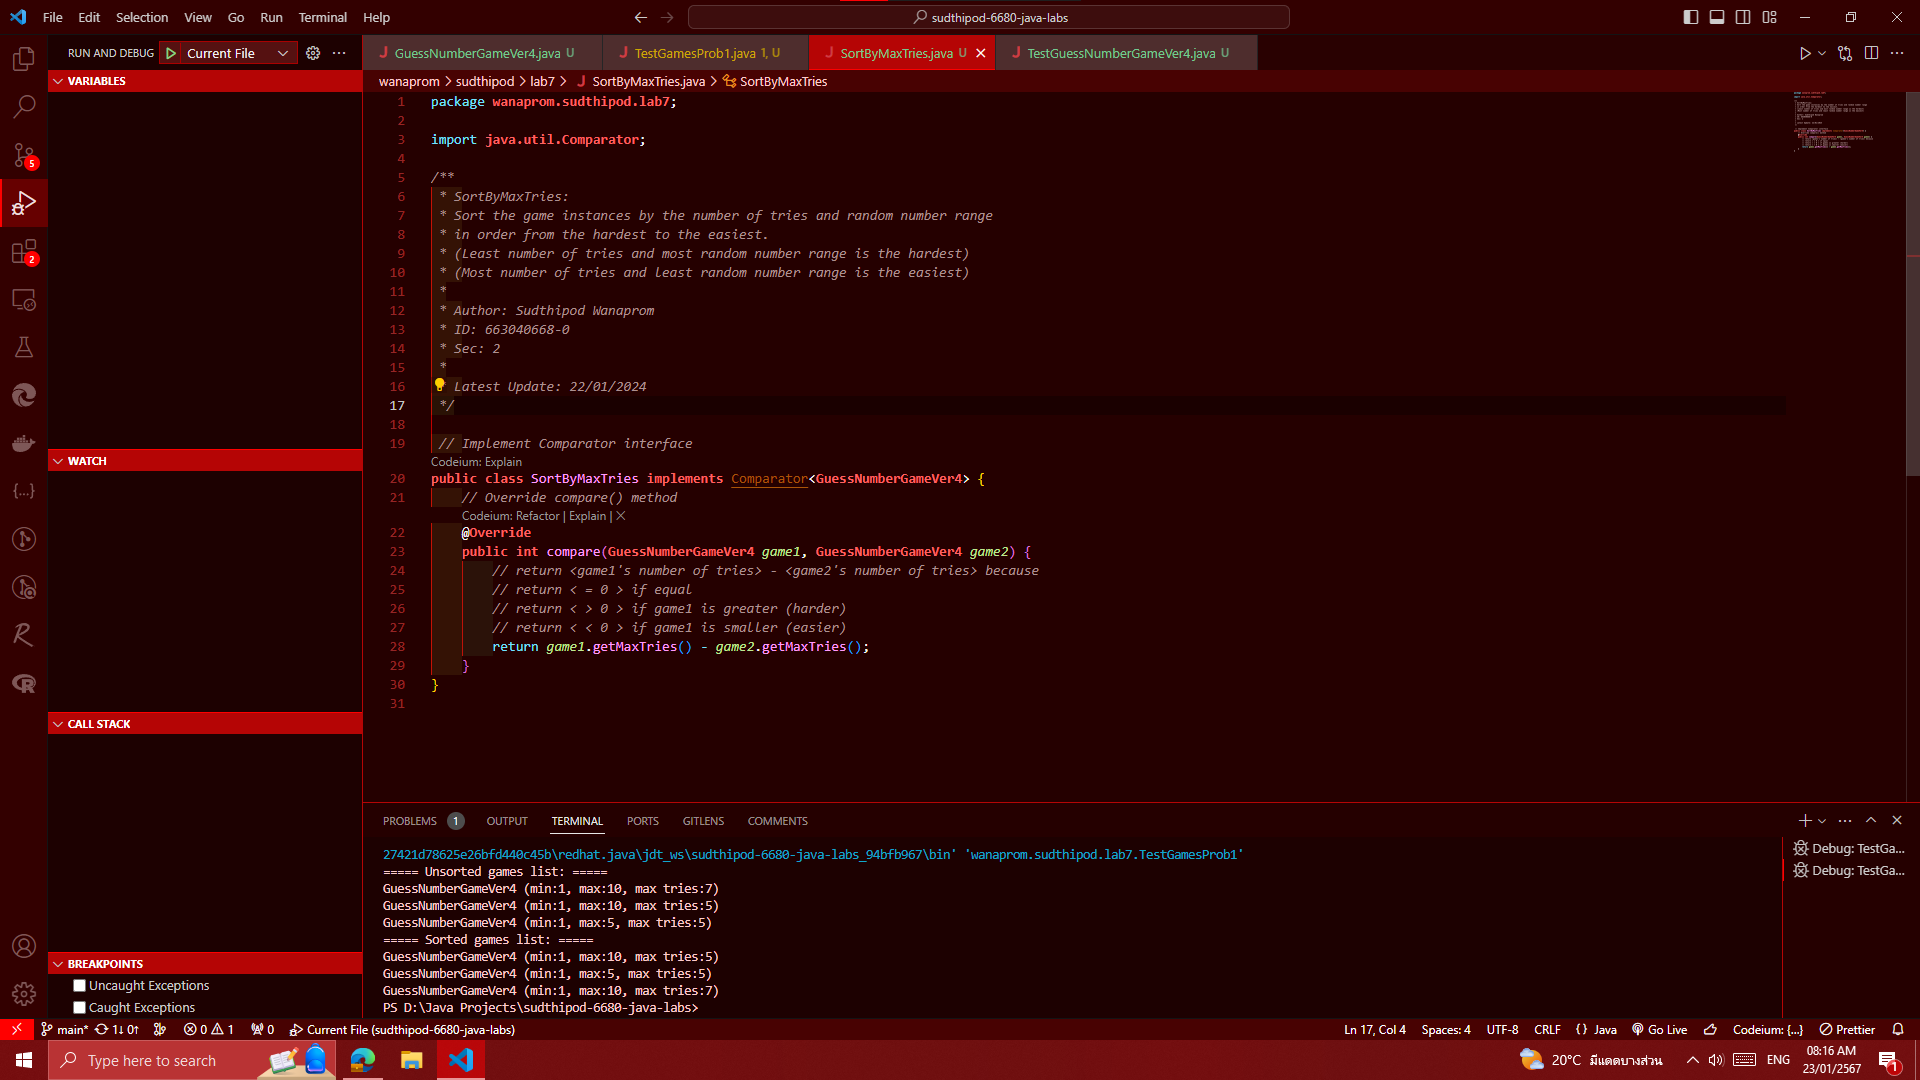 File Edit Selection View Go Run Terminal Help
sudthipod-6680-java-labs
RUN AND DEBUG Current File
GuessNumberGameVer4.java U TestGamesProb1.java 1, U SortByMaxTries.java U TestGuessNumberGameVer4.java U
VARIABLES
wanaprom > sudthipod > lab7 > SortByMaxTries.java > SortByMaxTries
1 package wanaprom.sudthipod.lab7;
2
3 import java.util.Comparator;
4
5 /**
6 * SortByMaxTries:
7 * Sort the game instances by the number of tries and random number range
8 * in order from the hardest to the easiest.
9 * (Least number of tries and most random number range is the hardest)
10 * (Most number of tries and least random number range is the easiest)
11 *
12 * Author: Sudthipod Wanaprom
13 * ID: 663040668-0
14 * Sec: 2
15 *
16 Latest Update: 22/01/2024
17 */
18
19 // Implement Comparator interface
Codeium: Explain
20 public class SortByMaxTries implements Comparator<GuessNumberGameVer4> {
21 // Override compare() method
Codeium: Refactor | Explain | X
22 @Override
23 public int compare(GuessNumberGameVer4 game1, GuessNumberGameVer4 game2) {
24 // return <game1's number of tries> - <game2's number of tries> because
25 // return < = 0 > if equal
26 // return < > 0 > if game1 is greater (harder)
27 // return < < 0 > if game1 is smaller (easier)
28 return game1.getMaxTries() - game2.getMaxTries();
29 }
30 }
31
5
2
WATCH
CALL STACK
BREAKPOINTS
Uncaught Exceptions
Caught Exceptions
PROBLEMS 1 OUTPUT TERMINAL PORTS GITLENS COMMENTS
27421d78625e26bfd440c45b\redhat.java\jdt_ws\sudthipod-6680-java-labs_94bfb967\bin' 'wanaprom.sudthipod.lab7.TestGamesProb1'
===== Unsorted games list: =====
GuessNumberGameVer4 (min:1, max:10, max tries:7)
GuessNumberGameVer4 (min:1, max:10, max tries:5)
GuessNumberGameVer4 (min:1, max:5, max tries:5)
===== Sorted games list: =====
GuessNumberGameVer4 (min:1, max:10, max tries:5)
GuessNumberGameVer4 (min:1, max:5, max tries:5)
GuessNumberGameVer4 (min:1, max:10, max tries:7)
PS D:\Java Projects\sudthipod-6680-java-labs>
Debug: TestGa...
Debug: TestGa...
main* 1↓ 0↑ 0 1 0 Current File (sudthipod-6680-java-labs)
Ln 17, Col 4 Spaces: 4 UTF-8 CRLF {} Java Go Live Codeium: {...} Prettier
Type here to search
20°C มีแดดบางส่วน ENG
08:16 AM
23/01/2567
1